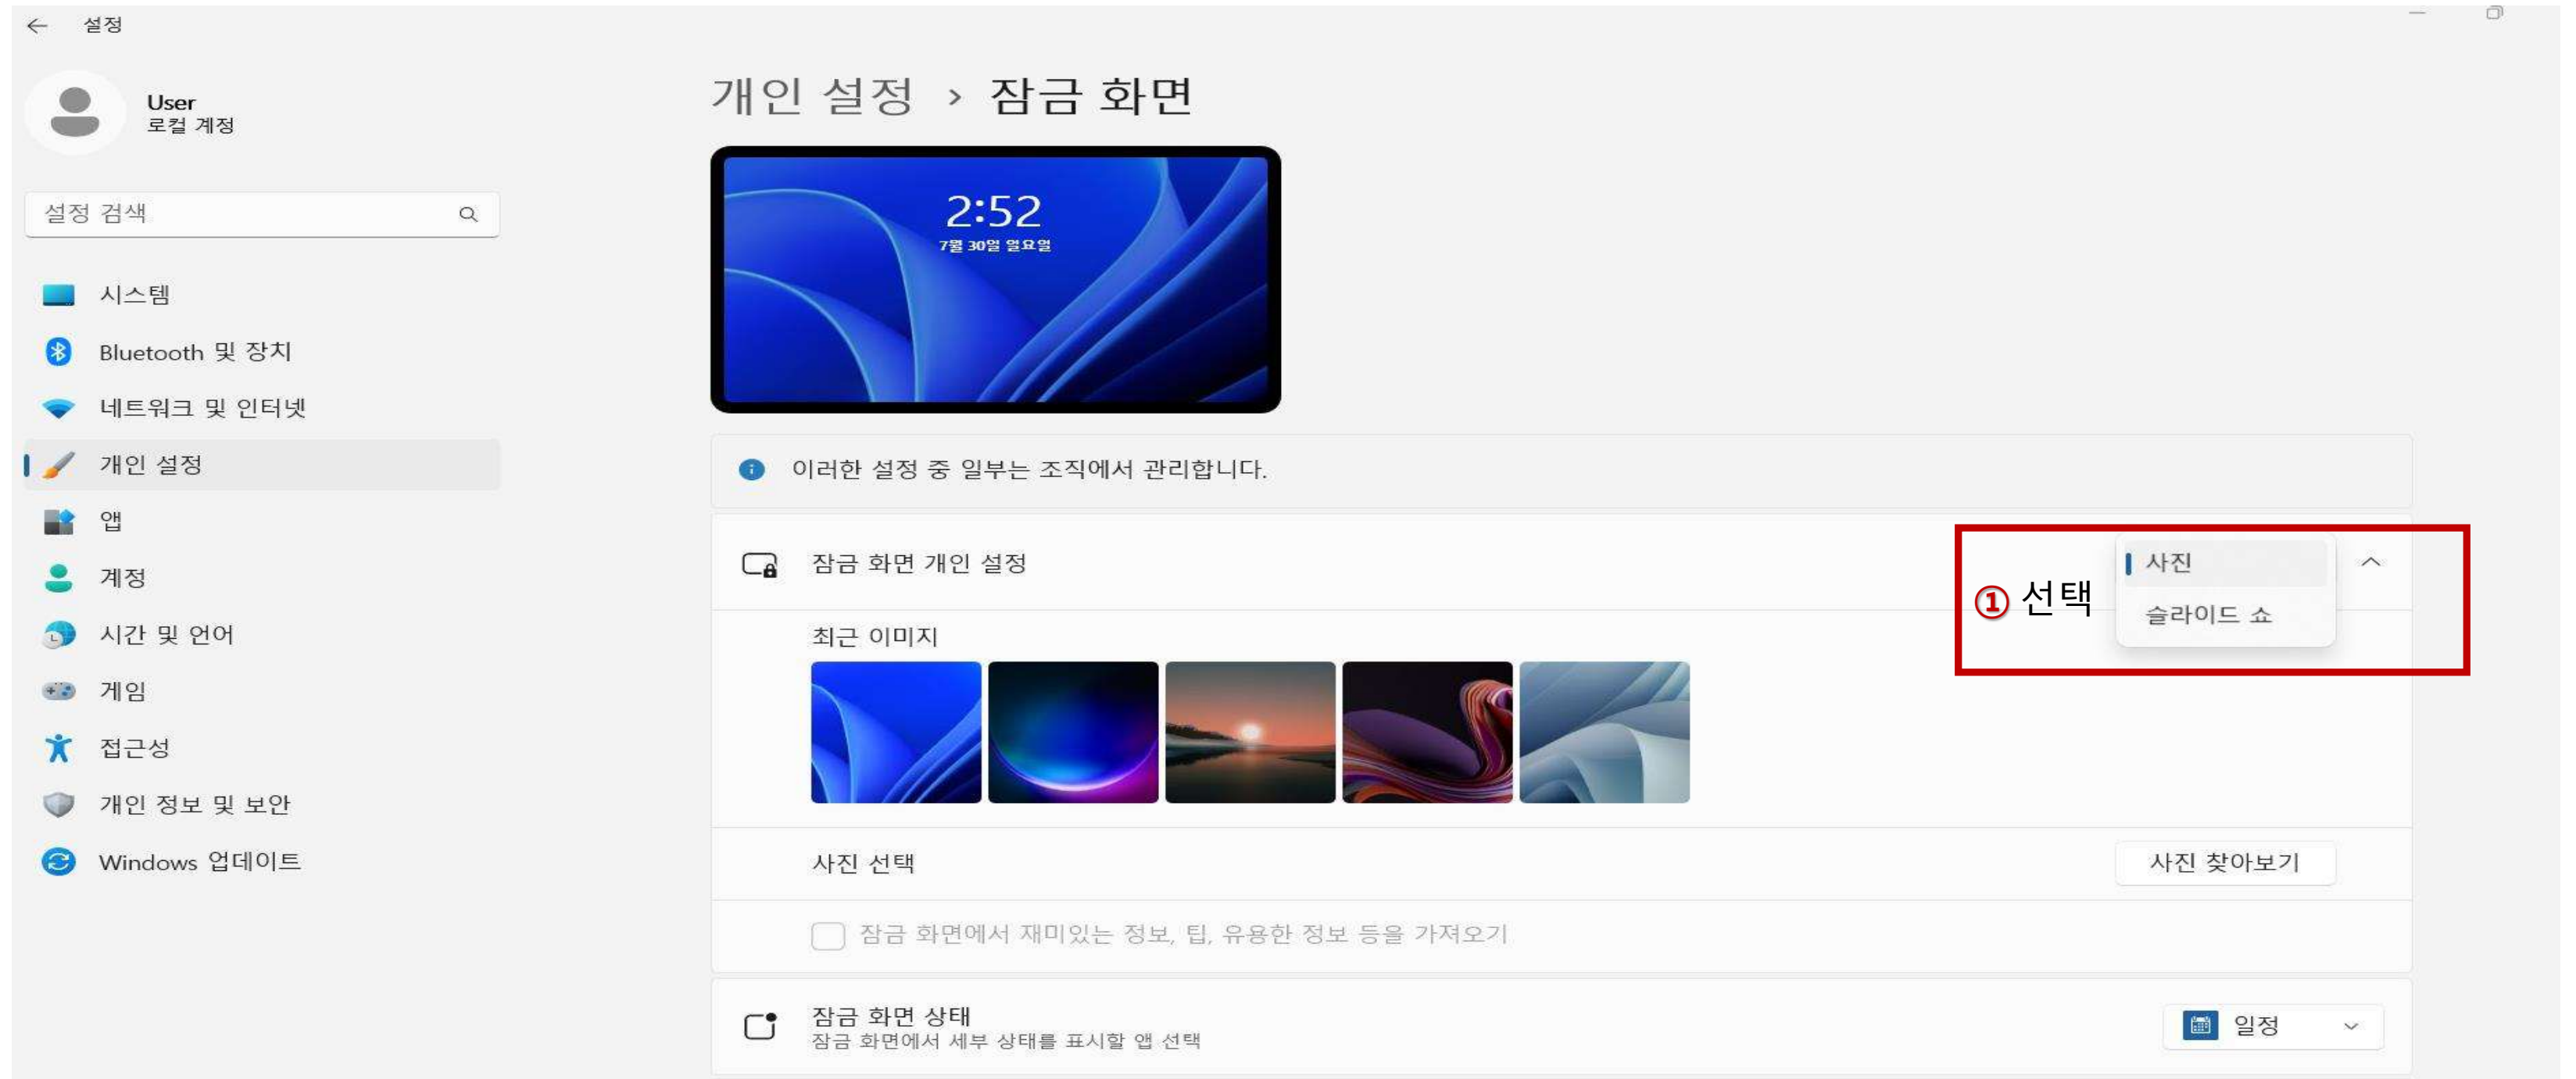 설정
User
로컬 계정
설정 검색
시스템
Bluetooth 및 장치
네트워크 및 인터넷
개인 설정
앱
계정
시간 및 언어
게임
접근성
개인 정보 및 보안
Windows 업데이트
개인 설정 › 잠금 화면
2:52
7월 30일 일요일
이러한 설정 중 일부는 조직에서 관리합니다.
잠금 화면 개인 설정
① 선택
사진
슬라이드 쇼
최근 이미지
사진 선택
사진 찾아보기
잠금 화면에서 재미있는 정보, 팁, 유용한 정보 등을 가져오기
잠금 화면 상태
잠금 화면에서 세부 상태를 표시할 앱 선택
일정